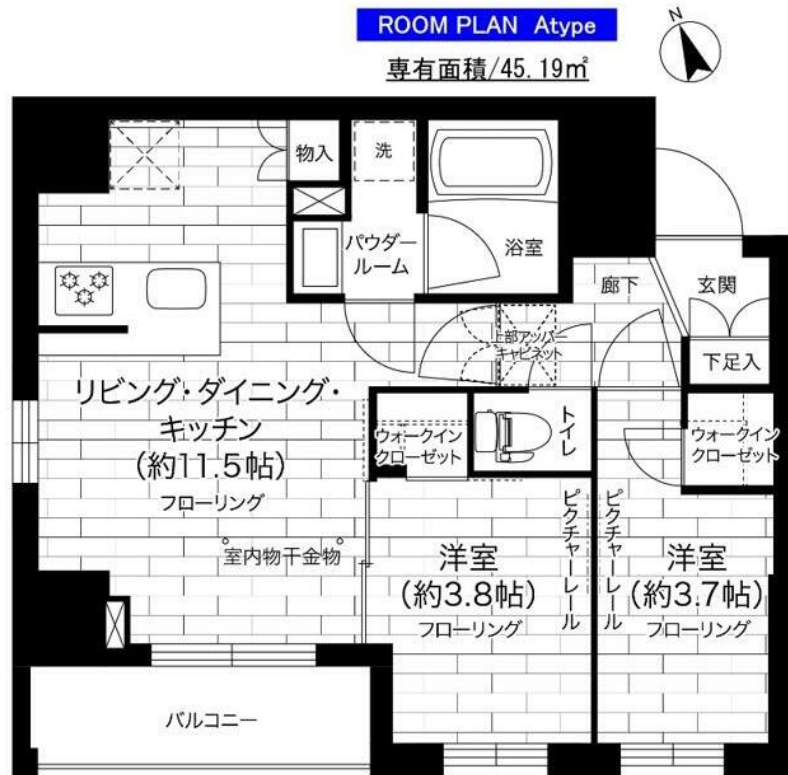 ROOM PLAN Atype
N
専有面積/45.19㎡
物入
洗
パウダー
ルーム
浴室
廊下
玄関
下足入
上部アッパー
キャビネット
リビング・ダイニング・
キッチン
(約11.5帖)
フローリング
ウォークイン
クローゼット
トイレ
ウォークイン
クローゼット
室内物干金物
洋室
(約3.8帖)
フローリング
ピクチャーレール
ピクチャーレール
洋室
(約3.7帖)
フローリング
バルコニー